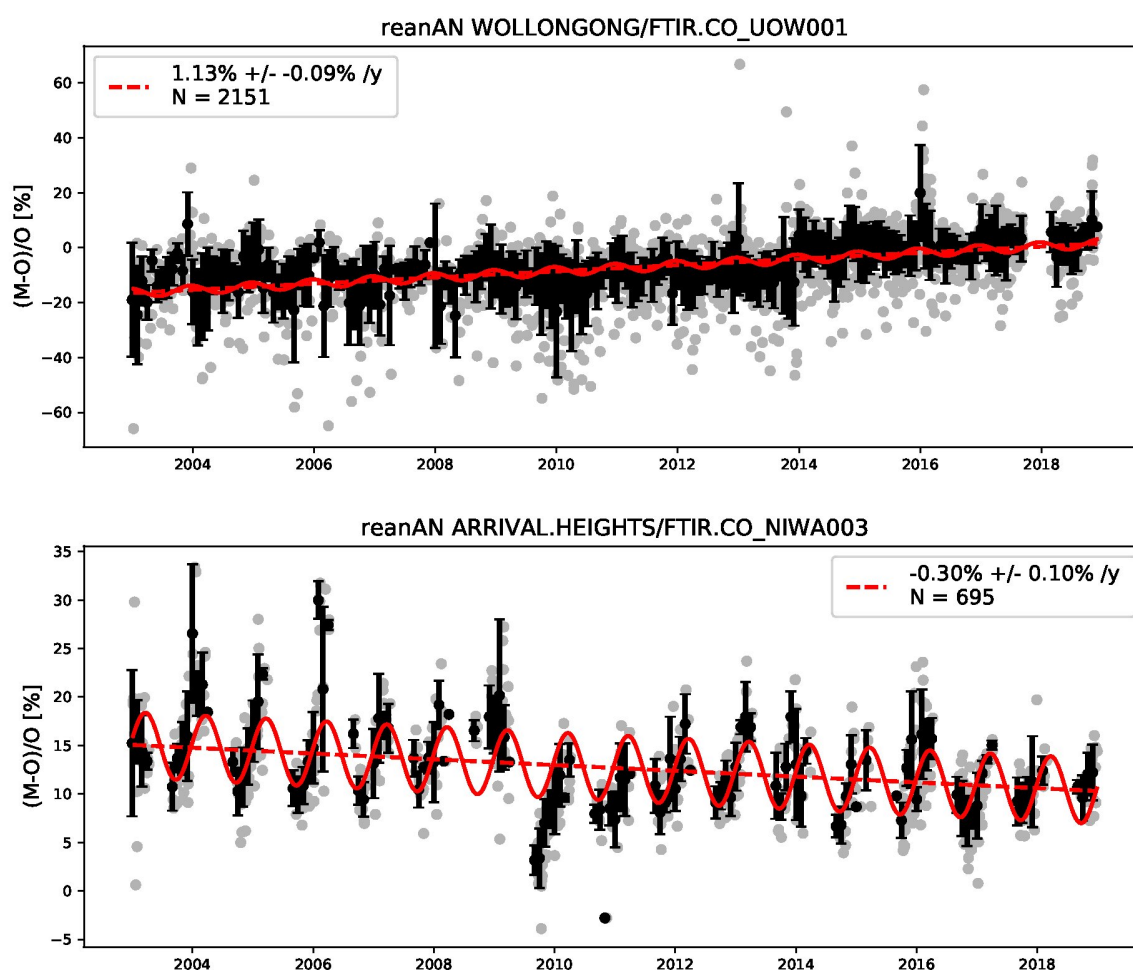 reanAN WOLLONGONG/FTIR.CO_UOW001
1.13% +/- -0.09% /y
N = 2151
(M-O)/O [%]
60
40
20
0
−20
−40
−60
2004 2006 2008 2010 2012 2014 2016 2018
reanAN ARRIVAL.HEIGHTS/FTIR.CO_NIWA003
-0.30% +/- 0.10% /y
N = 695
(M-O)/O [%]
35
30
25
20
15
10
5
0
−5
2004 2006 2008 2010 2012 2014 2016 2018